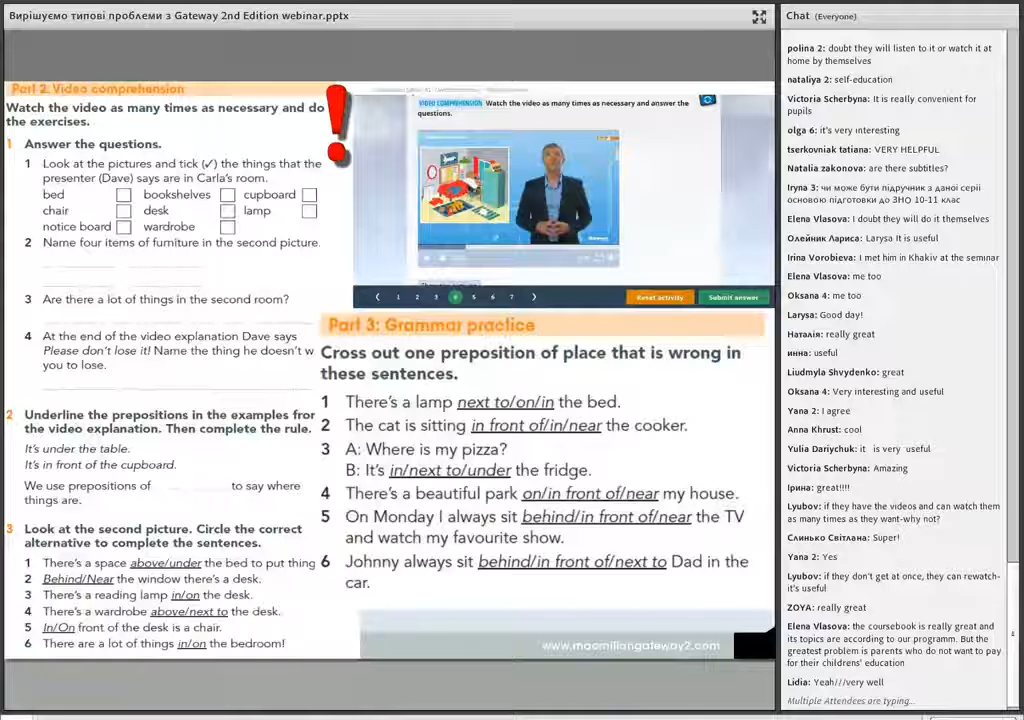 Вирішуємо типові проблеми з Gateway 2nd Edition webinar.pptx
Part 2: Video comprehension
Watch the video as many times as necessary and do
the exercises.
1 Answer the questions.
1 Look at the pictures and tick (✓) the things that the
presenter (Dave) says are in Carla's room.
bed bookshelves cupboard
chair desk lamp
notice board wardrobe
2 Name four items of furniture in the second picture.
3 Are there a lot of things in the second room?
4 At the end of the video explanation Dave says
Please don't lose it! Name the thing he doesn't w
you to lose.
2 Underline the prepositions in the examples from
the video explanation. Then complete the rule.
It's under the table.
It's in front of the cupboard.
We use prepositions of to say where
things are.
3 Look at the second picture. Circle the correct
alternative to complete the sentences.
1 There's a space above/under the bed to put thing
2 Behind/Near the window there's a desk.
3 There's a reading lamp in/on the desk.
4 There's a wardrobe above/next to the desk.
5 In/On front of the desk is a chair.
6 There are a lot of things in/on the bedroom!
VIDEO COMPREHENSION Watch the video as many times as necessary and answer the
questions.
1 2 3 4 5 6 7
Reset activity Submit answer
Part 3: Grammar practice
Cross out one preposition of place that is wrong in
these sentences.
1 There's a lamp next to/on/in the bed.
2 The cat is sitting in front of/in/near the cooker.
3 A: Where is my pizza?
B: It's in/next to/under the fridge.
4 There's a beautiful park on/in front of/near my house.
5 On Monday I always sit behind/in front of/near the TV
and watch my favourite show.
6 Johnny always sit behind/in front of/next to Dad in the
car.
www.macmillangateway2.com
Chat (Everyone)
polina 2: doubt they will listen to it or watch it at
home by themselves
nataliya 2: self-education
Victoria Scherbyna: It is really convenient for
pupils
olga 6: it's very interesting
tserkovniak tatiana: VERY HELPFUL
Natalia zakonova: are there subtitles?
Iryna 3: чи може бути підручник з даної серії
основою підготовки до ЗНО 10-11 клас
Elena Vlasova: I doubt they will do it themselves
Олейник Лариса: Larysa It is useful
Irina Vorobieva: I met him in Khakiv at the seminar
Elena Vlasova: me too
Oksana 4: me too
Larysa: Good day!
Наталія: really great
инна: useful
Liudmyla Shvydenko: great
Oksana 4: Very interesting and useful
Yana 2: I agree
Anna Khrust: cool
Yulia Dariychuk: it is very useful
Victoria Scherbyna: Amazing
Ірина: great!!!!
Lyubov: if they have the videos and can watch them
as many times as they want-why not?
Слинько Світлана: Super!
Yana 2: Yes
Lyubov: if they don't get at once, they can rewatch-
it's useful
ZOYA: really great
Elena Vlasova: the coursebook is really great and
its topics are according to our programm. But the
greatest problem is parents who do not want to pay
for their childrens' education
Lidia: Yeah///very well
Multiple Attendees are typing...